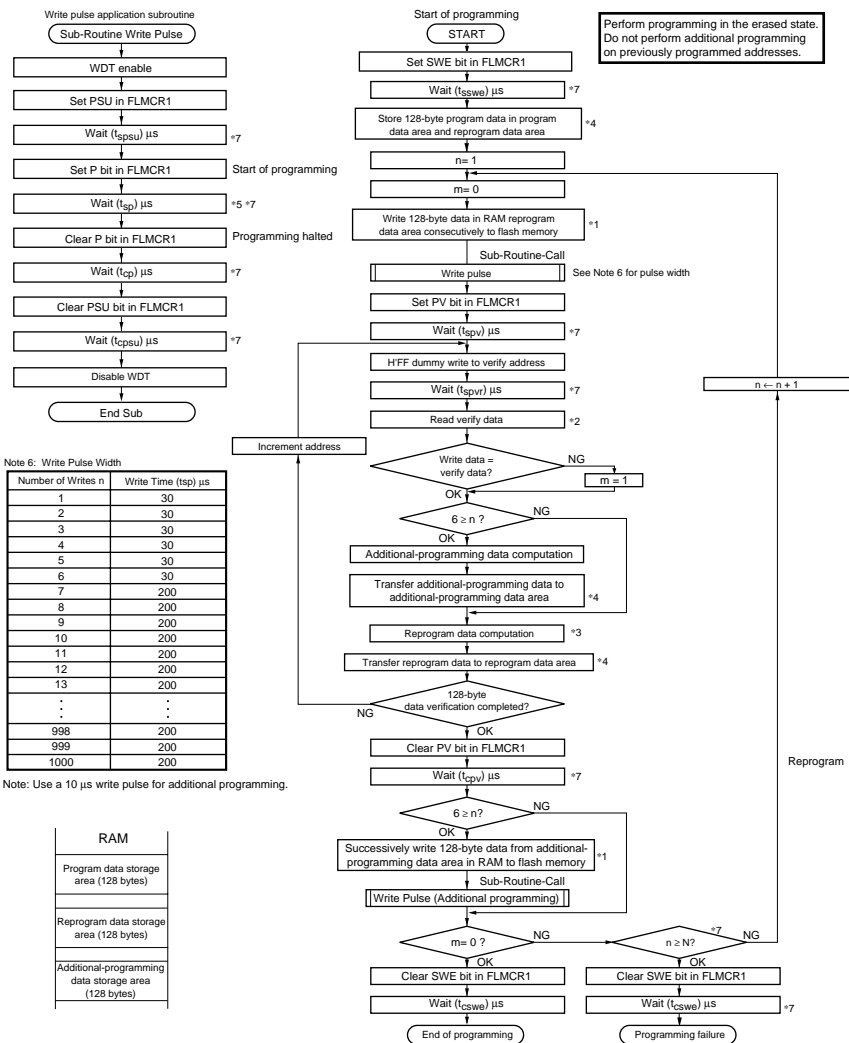 Write pulse application subroutine
Sub-Routine Write Pulse
WDT enable
Set PSU in FLMCR1
Wait (tspsu) µs
*7
Set P bit in FLMCR1
Start of programming
Wait (tsp) µs
*5 *7
Clear P bit in FLMCR1
Programming halted
Wait (tcp) µs
*7
Clear PSU bit in FLMCR1
Wait (tcpsu) µs
*7
Disable WDT
End Sub
Note 6: Write Pulse Width
Number of Writes n
Write Time (tsp) µs
1 30
2 30
3 30
4 30
5 30
6 30
7 200
8 200
9 200
10 200
11 200
12 200
13 200
998 200
999 200
1000 200
Note: Use a 10 µs write pulse for additional programming.
RAM
Program data storage
area (128 bytes)
Reprogram data storage
area (128 bytes)
Additional-programming
data storage area
(128 bytes)
Start of programming
START
Perform programming in the erased state.
Do not perform additional programming
on previously programmed addresses.
Set SWE bit in FLMCR1
Wait (tsswe) µs
*7
Store 128-byte program data in program
data area and reprogram data area
*4
n= 1
m= 0
Write 128-byte data in RAM reprogram
data area consecutively to flash memory
*1
Sub-Routine-Call
Write pulse
See Note 6 for pulse width
Set PV bit in FLMCR1
Wait (tspv) µs
*7
H'FF dummy write to verify address
Wait (tspvr) µs
*7
n ← n + 1
Read verify data
*2
Increment address
Write data =
verify data?
NG
m = 1
OK
6 ≥ n ?
NG
OK
Additional-programming data computation
Transfer additional-programming data to
additional-programming data area
*4
Reprogram data computation
*3
Transfer reprogram data to reprogram data area
*4
128-byte
data verification completed?
NG
OK
Clear PV bit in FLMCR1
Reprogram
Wait (tcpv) µs
*7
6 ≥ n?
NG
OK
Successively write 128-byte data from additional-
programming data area in RAM to flash memory
*1
Sub-Routine-Call
Write Pulse (Additional programming)
m= 0 ?
NG
n ≥ N?
*7
NG
OK
OK
Clear SWE bit in FLMCR1
Clear SWE bit in FLMCR1
Wait (tcswe) µs
Wait (tcswe) µs
*7
End of programming
Programming failure